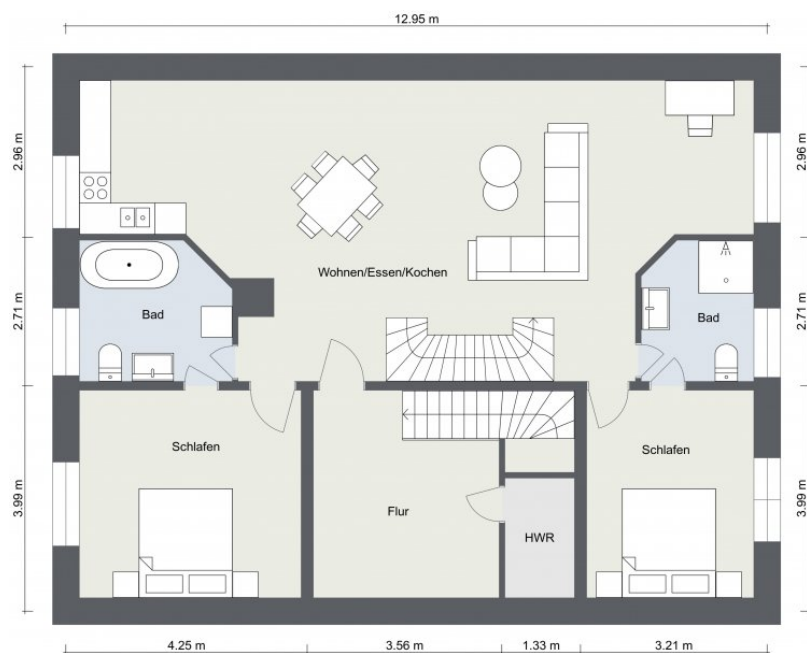 12.95 m
2.96 m
2.96 m
Wohnen/Essen/Kochen
2.71 m
Bad
Bad
2.71 m
Schlafen
Schlafen
3.99 m
Flur
HWR
3.99 m
4.25 m
3.56 m
1.33 m
3.21 m